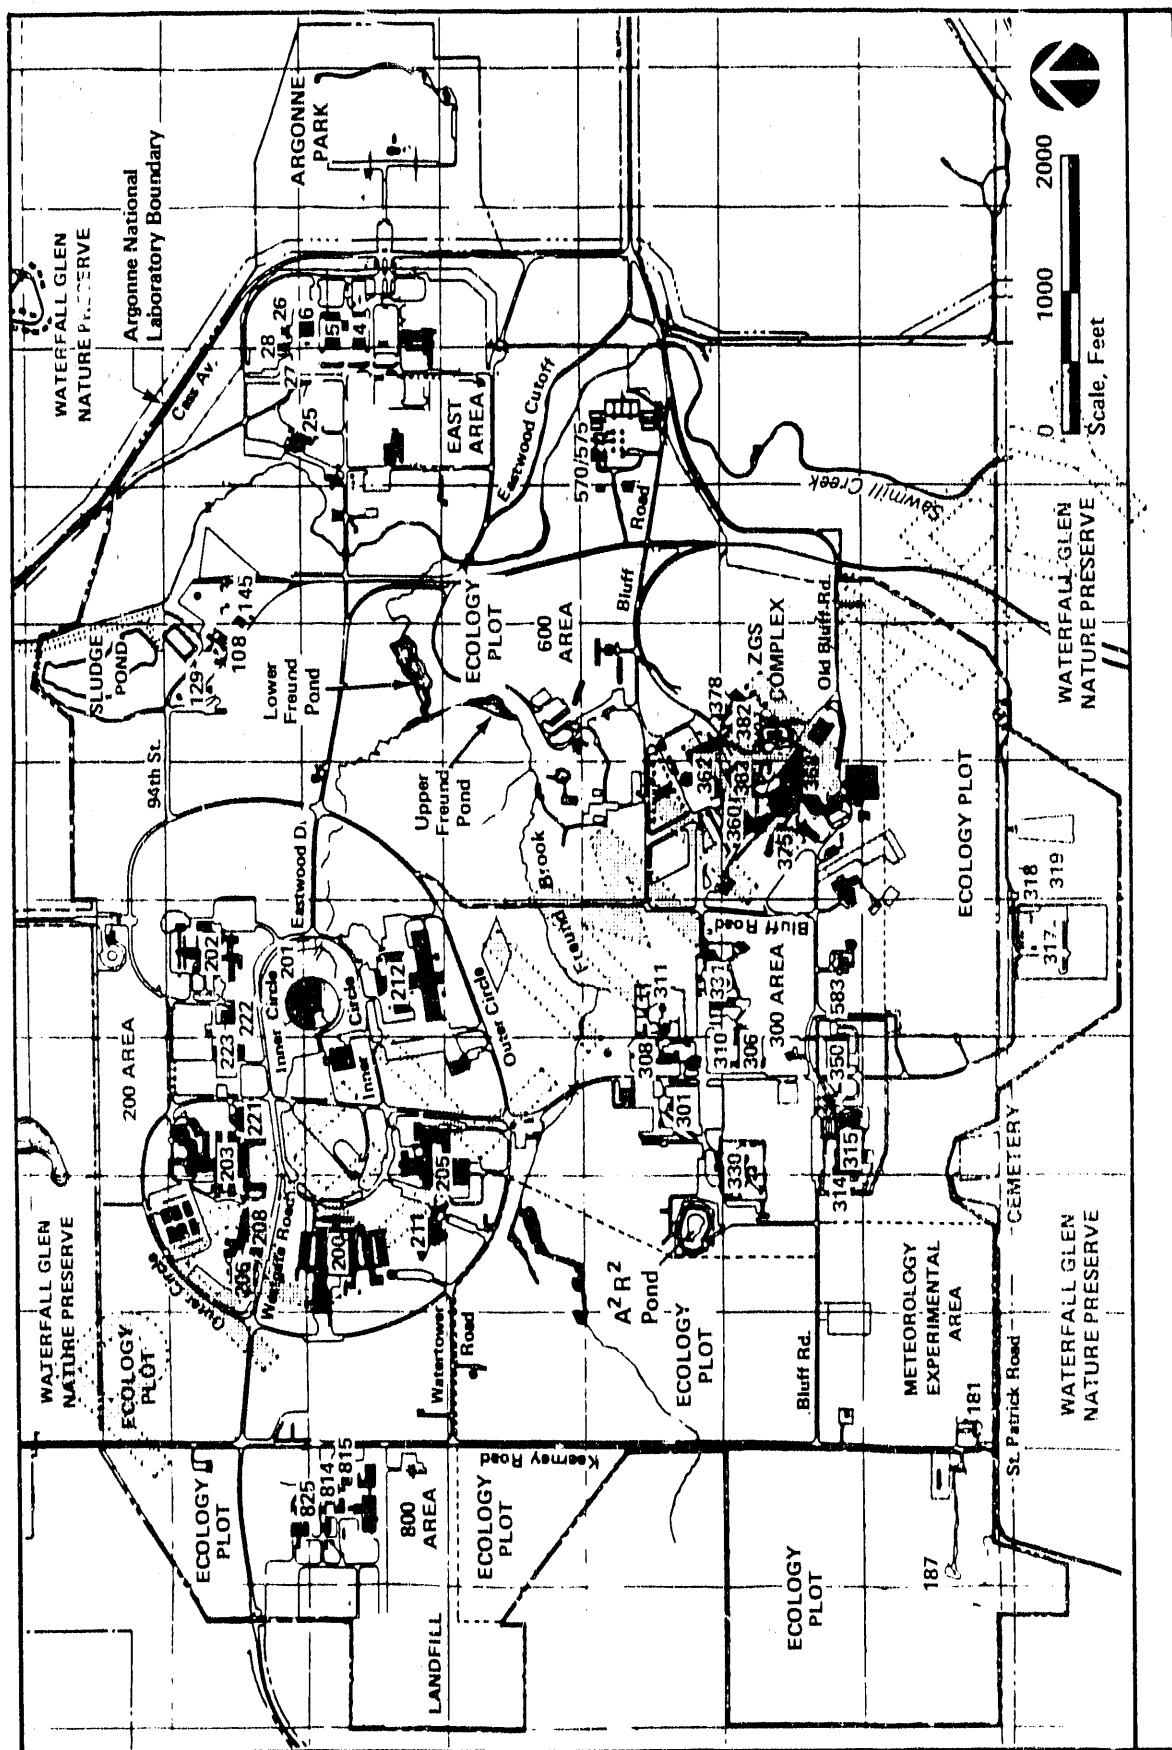 WATERFALL GLEN
NATURE PRESERVE
Argonne National
Laboratory Boundary
ARGONNE
PARK
Cass Av.
28
26
27
6
5
4
25
EAST
AREA
Eastwood Cutoff
570/575
Bluff
Road
Sawmill Creek
0
1000
2000
Scale, Feet
WATERFALL GLEN
NATURE PRESERVE
SLUDGE
POND
129
108
145
94th St.
Lower
Freund
Pond
Upper
Freund
Pond
ECOLOGY
PLOT
600
AREA
ZGS
COMPLEX
Old Bluff Rd.
378
382
362
360
375
ECOLOGY PLOT
318
319
317
Eastwood D.
Freund
Brook
Bluff Road
200 AREA
202
201
222
223
Inner Circle
Inner
Circle
212
Outer Circle
221
203
205
208
206
Westgate Road
200
211
Outer Circle
308
311
331
310
306
301
300 AREA
583
350
330
315
314
CEMETERY
A²R²
Pond
ECOLOGY
PLOT
Bluff Rd.
METEOROLOGY
EXPERIMENTAL
AREA
181
St. Patrick Road
WATERFALL GLEN
NATURE PRESERVE
WATERFALL GLEN
NATURE PRESERVE
ECOLOGY
PLOT
Watertower
Road
Kearney Road
825
814
815
800
AREA
ECOLOGY
PLOT
ECOLOGY
PLOT
LANDFILL
ECOLOGY
PLOT
187